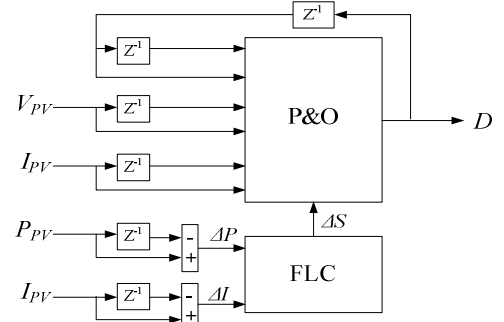 Z⁻¹
Z⁻¹
V_PV
Z⁻¹
P&O
D
I_PV
Z⁻¹
ΔS
P_PV
Z⁻¹
-
+
ΔP
FLC
I_PV
Z⁻¹
-
+
ΔI